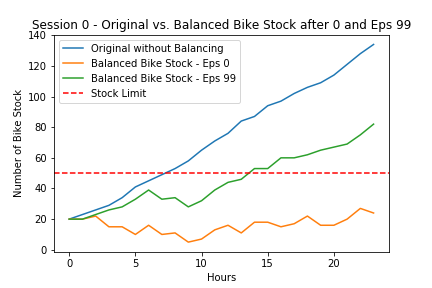 Session 0 - Original vs. Balanced Bike Stock after 0 and Eps 99
Original without Balancing
Balanced Bike Stock - Eps 0
Balanced Bike Stock - Eps 99
Stock Limit
Number of Bike Stock
140
120
100
80
60
40
20
0
0 5 10 15 20
Hours